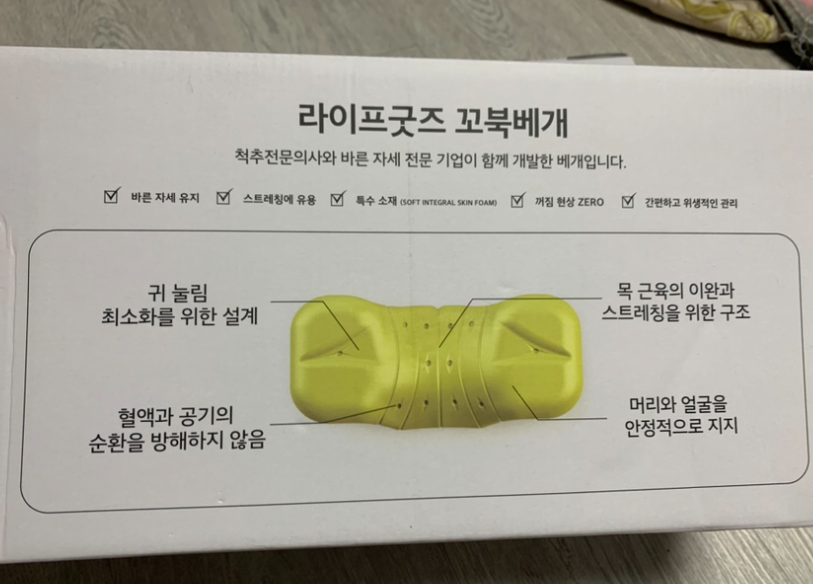 라이프굿즈 꼬북베개
척추전문의사와 바른 자세 전문 기업이 함께 개발한 베개입니다.
바른 자세 유지 스트레칭에 유용 특수 소재 (SOFT INTEGRAL SKIN FOAM) 꺼짐 현상 ZERO 간편하고 위생적인 관리
귀 눌림
최소화를 위한 설계
목 근육의 이완과
스트레칭을 위한 구조
혈액과 공기의
순환을 방해하지 않음
머리와 얼굴을
안정적으로 지지